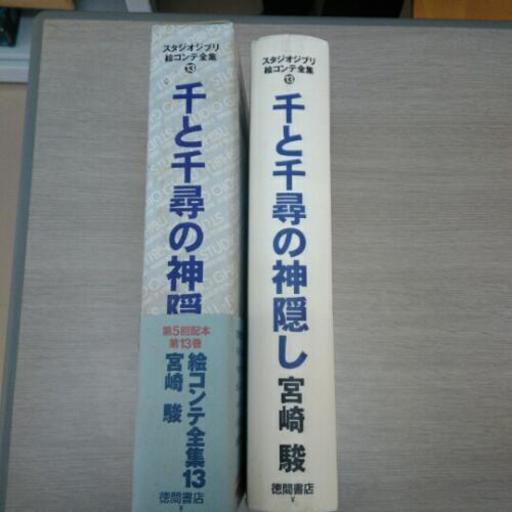 スタジオジブリ
絵コンテ全集
13
千と千尋の神隠
第5回配本
第13巻
絵コンテ全集13
宮崎 駿
徳間書店
スタジオジブリ
絵コンテ全集
13
千と千尋の神隠し
宮崎 駿
徳間書店